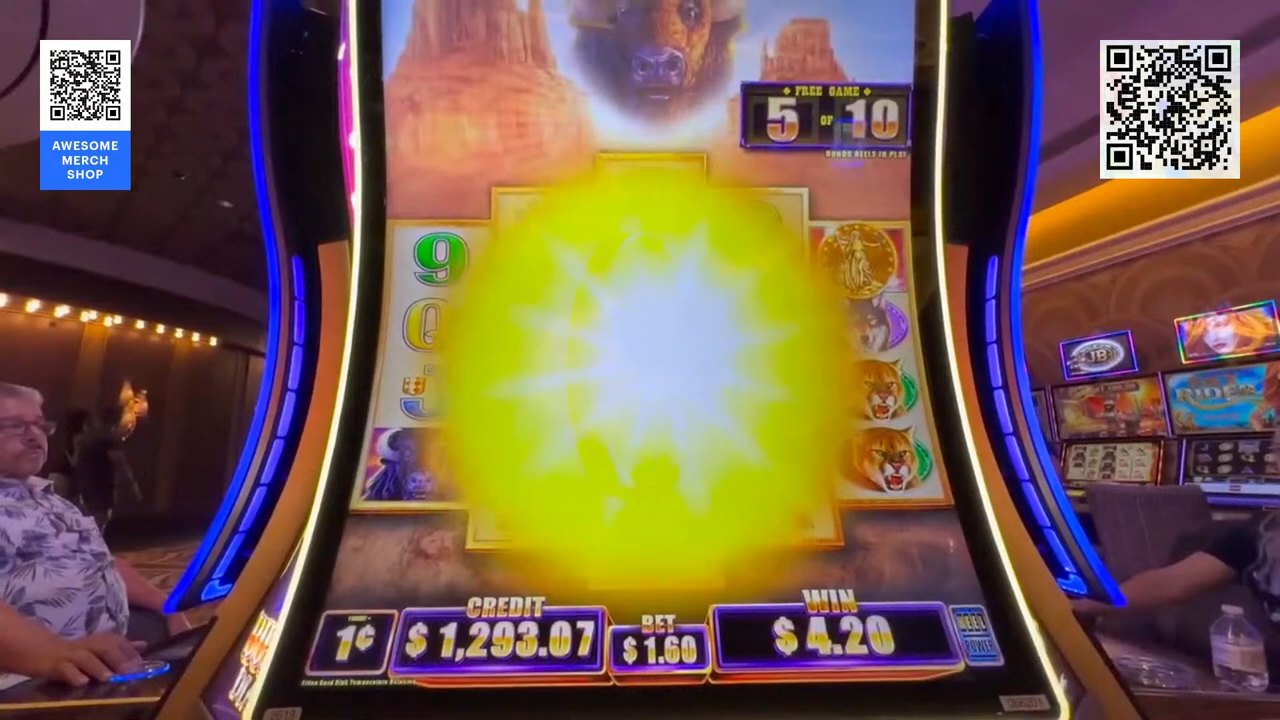 AWESOME
MERCH
SHOP
FREE GAME
5 OF 10
BONUS REELS IN PLAY
9
Q
J
JB
CREDIT
WIN
BET
1¢
$1,293.07
$1.60
$4.20
REEL
POWER